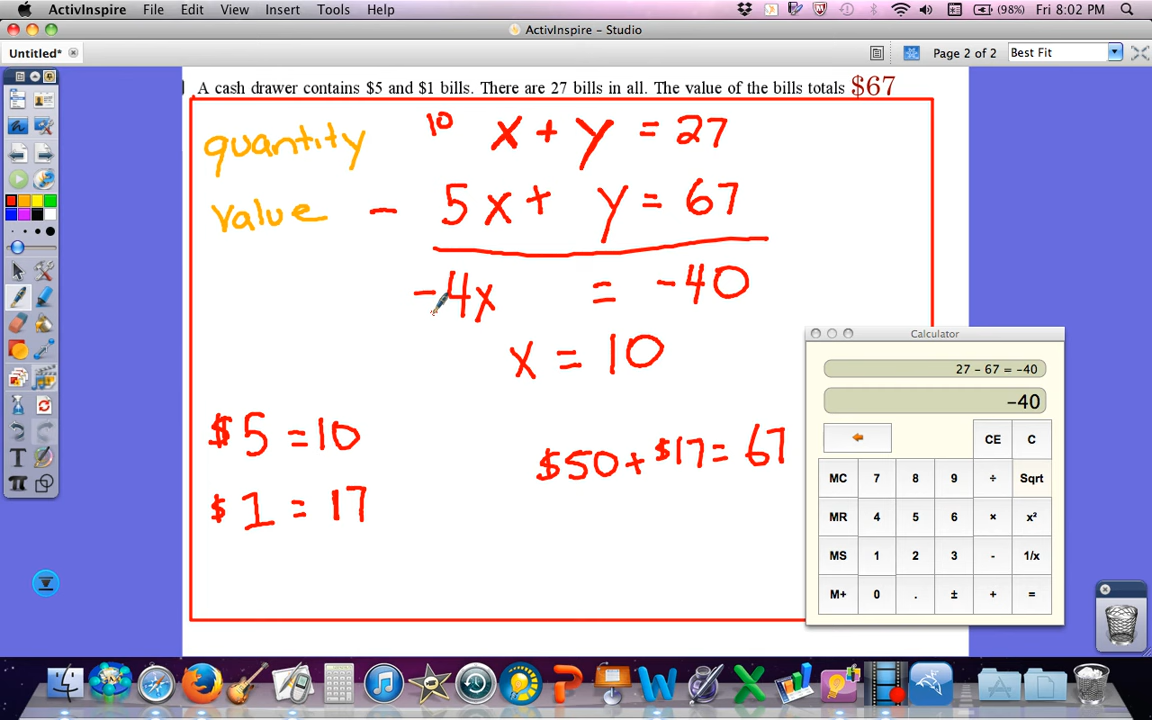 ActivInspire File Edit View Insert Tools Help (98%) Fri 8:02 PM
ActivInspire - Studio
Untitled* Page 2 of 2 Best Fit
A cash drawer contains $5 and $1 bills. There are 27 bills in all. The value of the bills totals $67
quantity 10 x + y = 27
value - 5x + y = 67
-4x = -40
x = 10
$5 = 10
$50 + $17 = 67
$1 = 17
Calculator
27 – 67 = -40
-40
CE C
MC 7 8 9 ÷ Sqrt
MR 4 5 6 × x²
MS 1 2 3 - 1/x
M+ 0 . ± + =